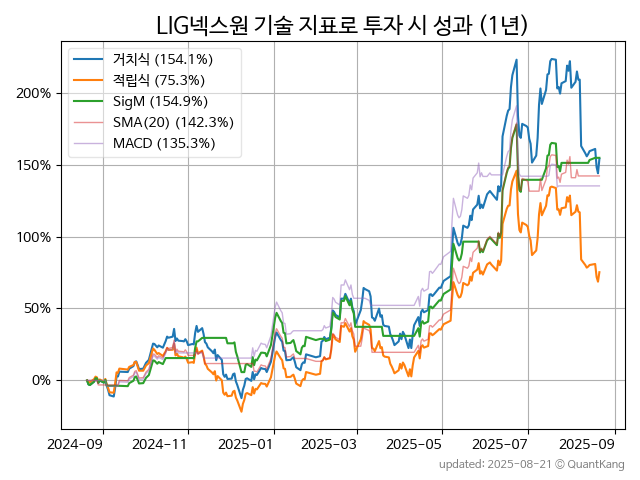 LIG넥스원 기술 지표로 투자 시 성과 (1년)
거치식 (154.1%)
적립식 (75.3%)
SigM (154.9%)
SMA(20) (142.3%)
MACD (135.3%)
200%
150%
100%
50%
0%
2024-09 2024-11 2025-01 2025-03 2025-05 2025-07 2025-09
updated: 2025-08-21 © QuantKang